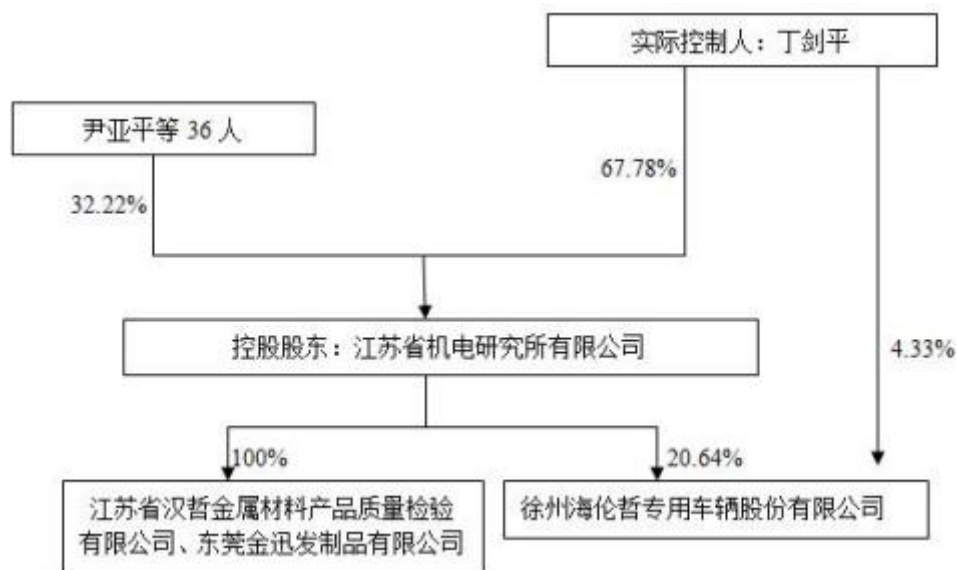 实际控制人：丁剑平
尹亚平等 36 人
67.78%
32.22%
控股股东：江苏省机电研究所有限公司
4.33%
100%
20.64%
江苏省汉哲金属材料产品质量检验
有限公司、东莞金迅发制品有限公司
徐州海伦哲专用车辆股份有限公司